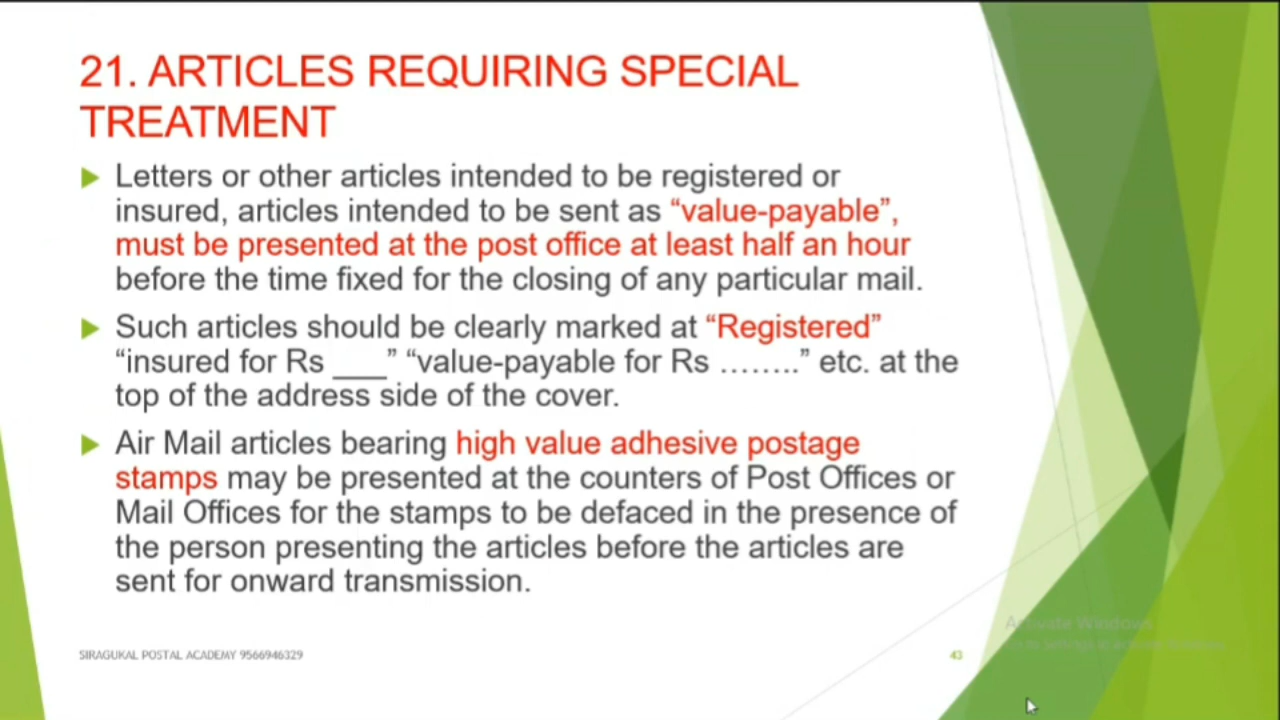 21. ARTICLES REQUIRING SPECIAL
TREATMENT
Letters or other articles intended to be registered or
insured, articles intended to be sent as “value-payable”,
must be presented at the post office at least half an hour
before the time fixed for the closing of any particular mail.
Such articles should be clearly marked at “Registered”
“insured for Rs ___” “value-payable for Rs ……..” etc. at the
top of the address side of the cover.
Air Mail articles bearing high value adhesive postage
stamps may be presented at the counters of Post Offices or
Mail Offices for the stamps to be defaced in the presence of
the person presenting the articles before the articles are
sent for onward transmission.
SIRAGUKAL POSTAL ACADEMY 9566946329
43
Activate Windows